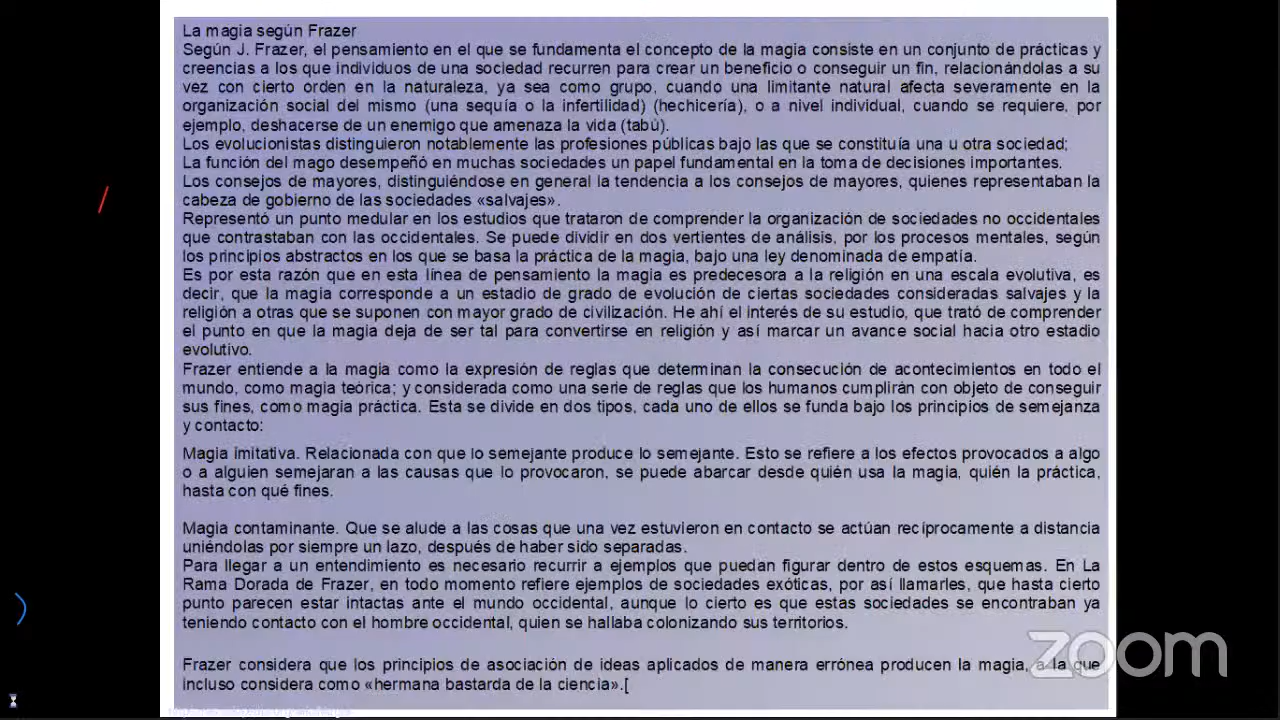 La magia según Frazer
Según J. Frazer, el pensamiento en el que se fundamenta el concepto de la magia consiste en un conjunto de prácticas y
creencias a los que individuos de una sociedad recurren para crear un beneficio o conseguir un fin, relacionándolas a su
vez con cierto orden en la naturaleza, ya sea como grupo, cuando una limitante natural afecta severamente en la
organización social del mismo (una sequía o la infertilidad) (hechicería), o a nivel individual, cuando se requiere, por
ejemplo, deshacerse de un enemigo que amenaza la vida (tabú).
Los evolucionistas distinguieron notablemente las profesiones públicas bajo las que se constituía una u otra sociedad;
La función del mago desempeñó en muchas sociedades un papel fundamental en la toma de decisiones importantes.
Los consejos de mayores, distinguiéndose en general la tendencia a los consejos de mayores, quienes representaban la
cabeza de gobierno de las sociedades «salvajes».
Representó un punto medular en los estudios que trataron de comprender la organización de sociedades no occidentales
que contrastaban con las occidentales. Se puede dividir en dos vertientes de análisis, por los procesos mentales, según
los principios abstractos en los que se basa la práctica de la magia, bajo una ley denominada de empatía.
Es por esta razón que en esta línea de pensamiento la magia es predecesora a la religión en una escala evolutiva, es
decir, que la magia corresponde a un estadio de grado de evolución de ciertas sociedades consideradas salvajes y la
religión a otras que se suponen con mayor grado de civilización. He ahí el interés de su estudio, que trató de comprender
el punto en que la magia deja de ser tal para convertirse en religión y así marcar un avance social hacia otro estadio
evolutivo.
Frazer entiende a la magia como la expresión de reglas que determinan la consecución de acontecimientos en todo el
mundo, como magia teórica; y considerada como una serie de reglas que los humanos cumplirán con objeto de conseguir
sus fines, como magia práctica. Esta se divide en dos tipos, cada uno de ellos se funda bajo los principios de semejanza
y contacto:
Magia imitativa. Relacionada con que lo semejante produce lo semejante. Esto se refiere a los efectos provocados a algo
o a alguien semejaran a las causas que lo provocaron, se puede abarcar desde quién usa la magia, quién la práctica,
hasta con qué fines.
Magia contaminante. Que se alude a las cosas que una vez estuvieron en contacto se actúan recíprocamente a distancia
uniéndolas por siempre un lazo, después de haber sido separadas.
Para llegar a un entendimiento es necesario recurrir a ejemplos que puedan figurar dentro de estos esquemas. En La
Rama Dorada de Frazer, en todo momento refiere ejemplos de sociedades exóticas, por así llamarles, que hasta cierto
punto parecen estar intactas ante el mundo occidental, aunque lo cierto es que estas sociedades se encontraban ya
teniendo contacto con el hombre occidental, quien se hallaba colonizando sus territorios.
Frazer considera que los principios de asociación de ideas aplicados de manera errónea producen la magia, a la que
incluso considera como «hermana bastarda de la ciencia».[
zoom